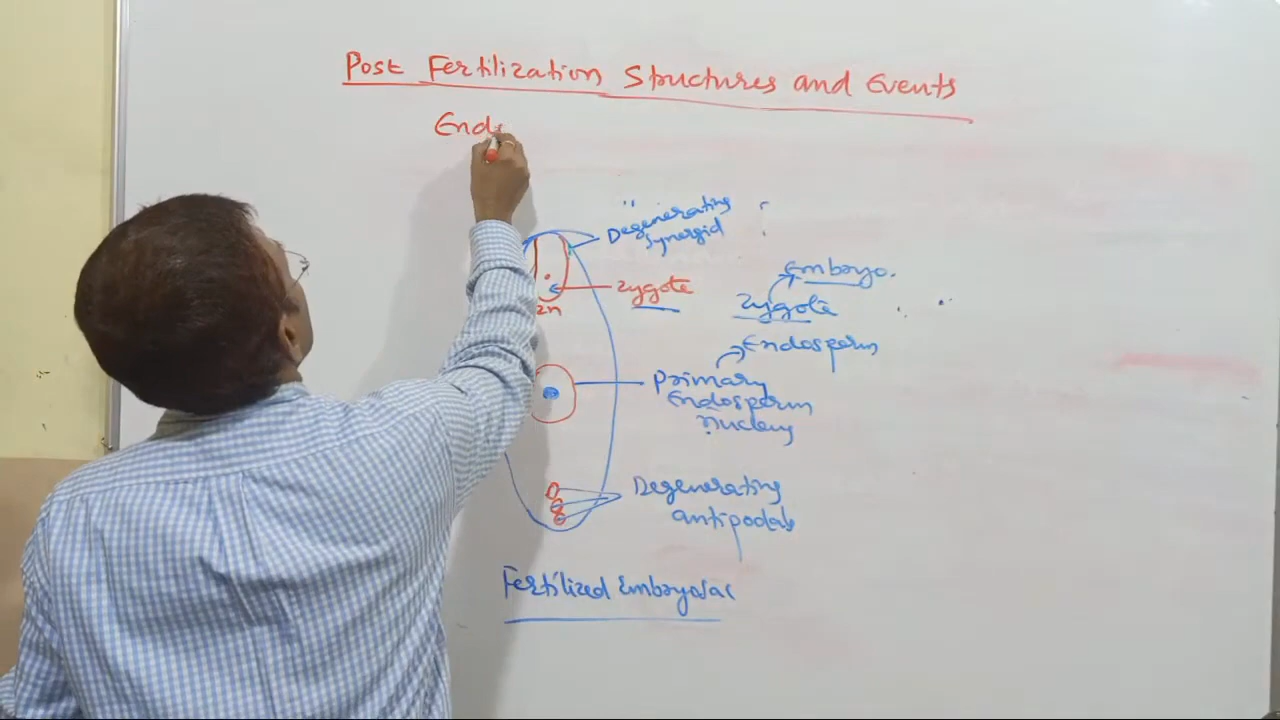 Post Fertilization Structures and Events
End
Degenerating
Synergid
Zygote
2n
Embryo.
Zygote
Endosperm
Primary
Endosperm
nucleus
Degenerating
antipodals
Fertilized Embryosac